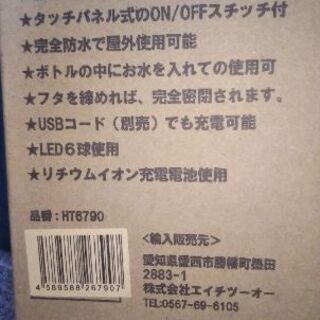 ★タッチパネル式のON/OFFスチッチ付
★完全防水で屋外使用可能
★ボトルの中にお水を入れての使用可
★フタを締めれば、完全密閉されます。
★USBコード（別売）でも充電可能
★LED6球使用
★リチウムイオン充電電池使用
品番：HT6790
4 589588 267907
＜輸入販売元＞
愛知県愛西市勝幡町墨田
2883-1
株式会社エイチツーオー
TEL:0567-69-6105